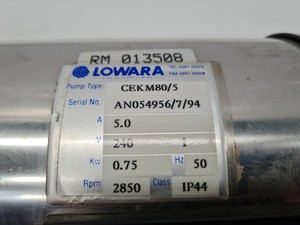 RM 013508
LOWARA
Pump Type: CEKM80/5
Serial No: AN054956/7/94
A 5.0
V 240 1
Kw 0.75 Hz 50
Rpm 2850 Class IP44